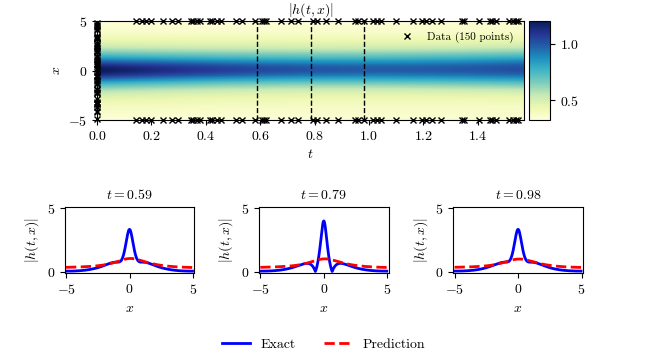 |h(t, x)|
5
0
−5
x
Data (150 points)
1.0
0.5
0.0 0.2 0.4 0.6 0.8 1.0 1.2 1.4
t
t = 0.59 t = 0.79 t = 0.98
|h(t, x)| |h(t, x)| |h(t, x)|
5 5 5
0 0 0
−5 0 5 −5 0 5 −5 0 5
x x x
Exact Prediction